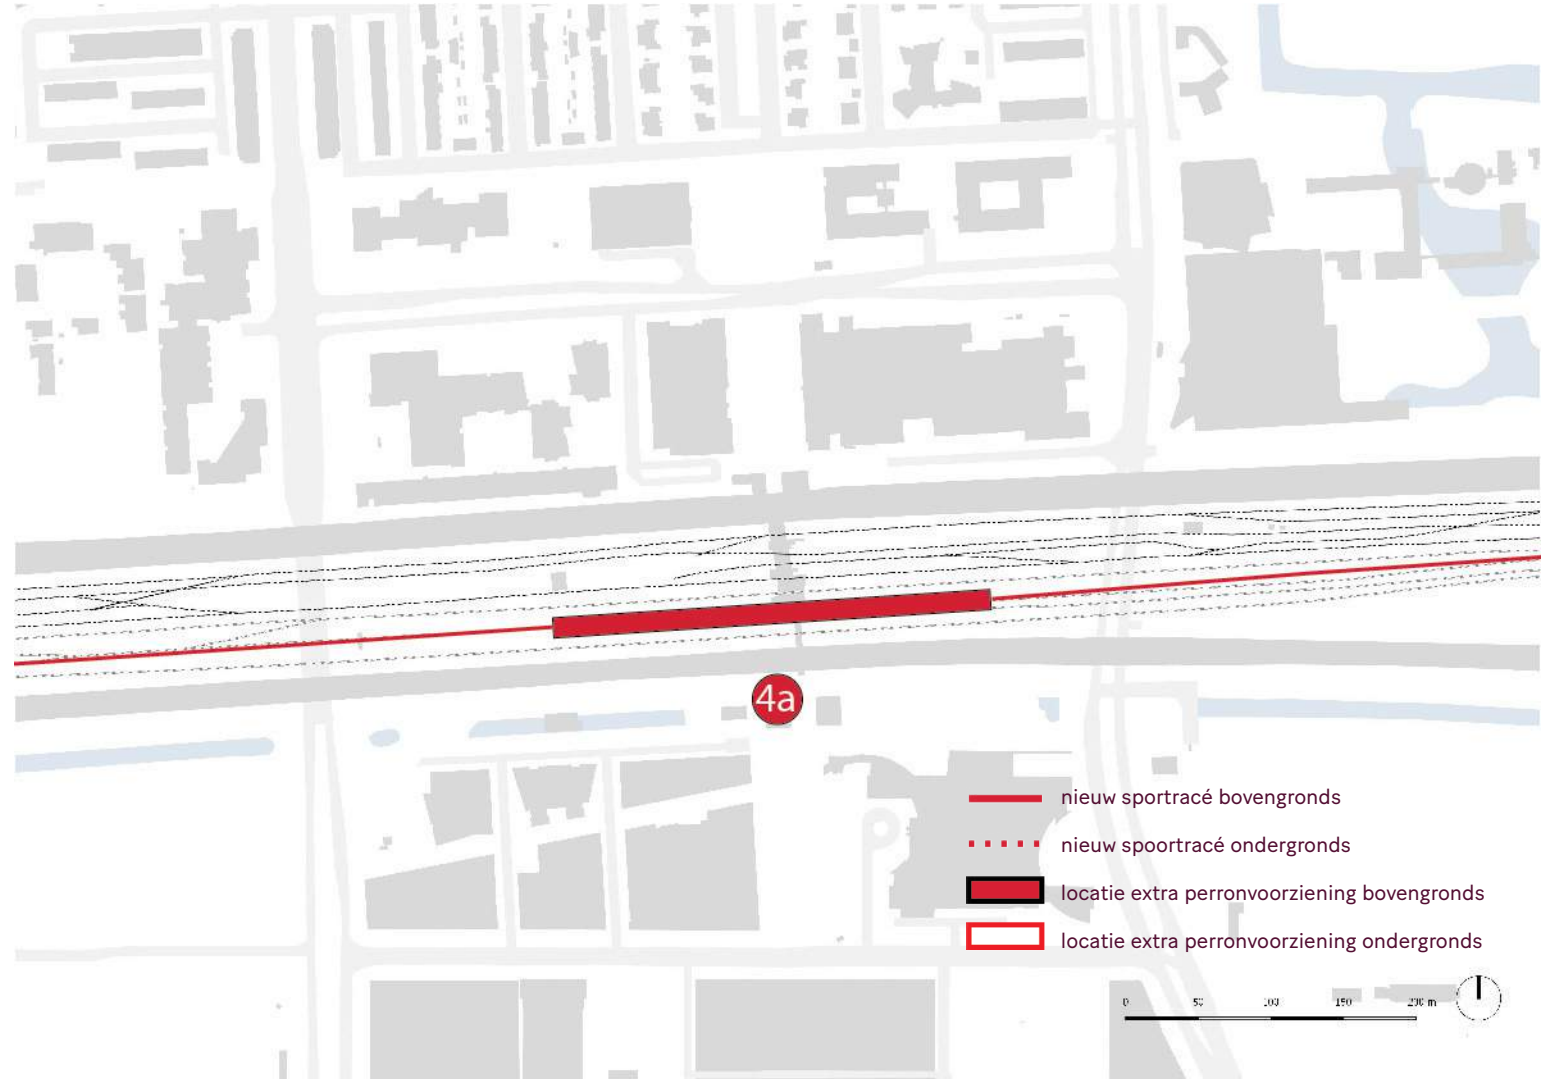 4a
nieuw sportracé bovengronds
nieuw spoortracé ondergronds
locatie extra perronvoorziening bovengronds
locatie extra perronvoorziening ondergronds
0 50 100 150 200 m